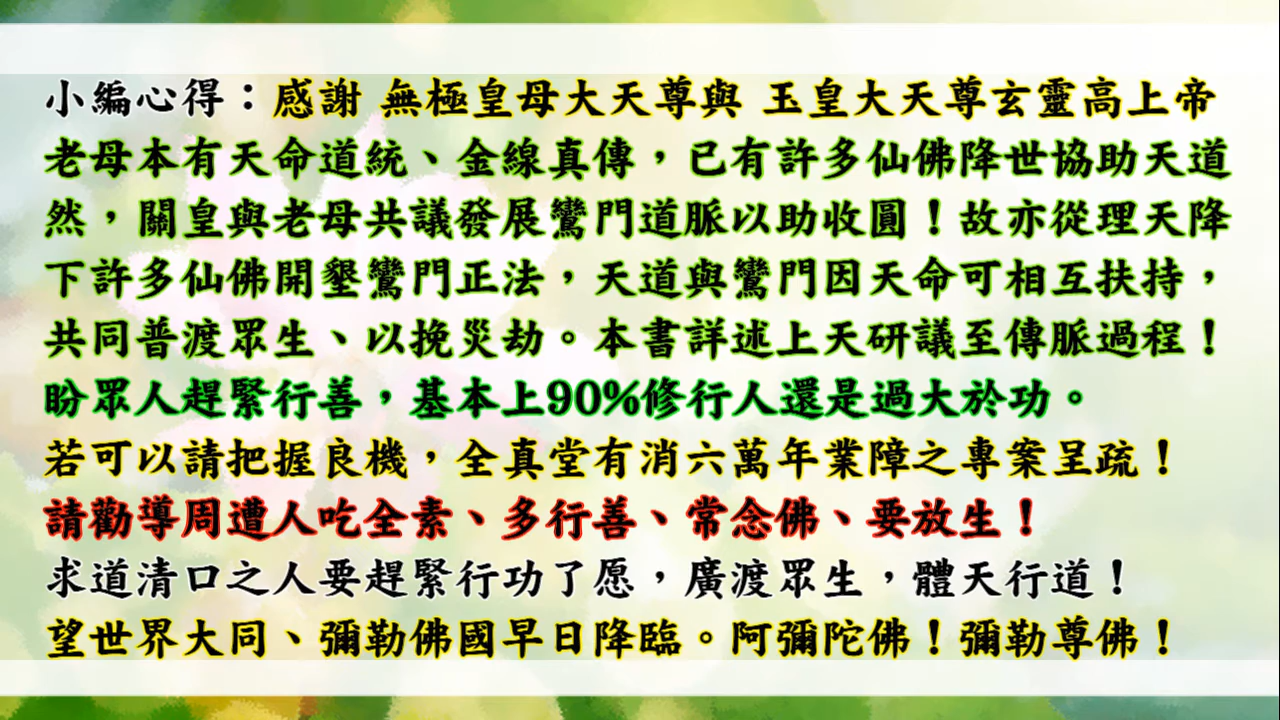 小編心得：感謝 無極皇母大天尊與 玉皇大天尊玄靈高上帝
老母本有天命道統、金線真傳，已有許多仙佛降世協助天道
然，關皇與老母共議發展鸞門道脈以助收圓！故亦從理天降
下許多仙佛開墾鸞門正法，天道與鸞門因天命可相互扶持，
共同普渡眾生、以挽災劫。本書詳述上天研議至傳脈過程！
盼眾人趕緊行善，基本上90%修行人還是過大於功。
若可以請把握良機，全真堂有消六萬年業障之專案呈疏！
請勸導周遭人吃全素、多行善、常念佛、要放生！
求道清口之人要趕緊行功了愿，廣渡眾生，體天行道！
望世界大同、彌勒佛國早日降臨。阿彌陀佛！彌勒尊佛！